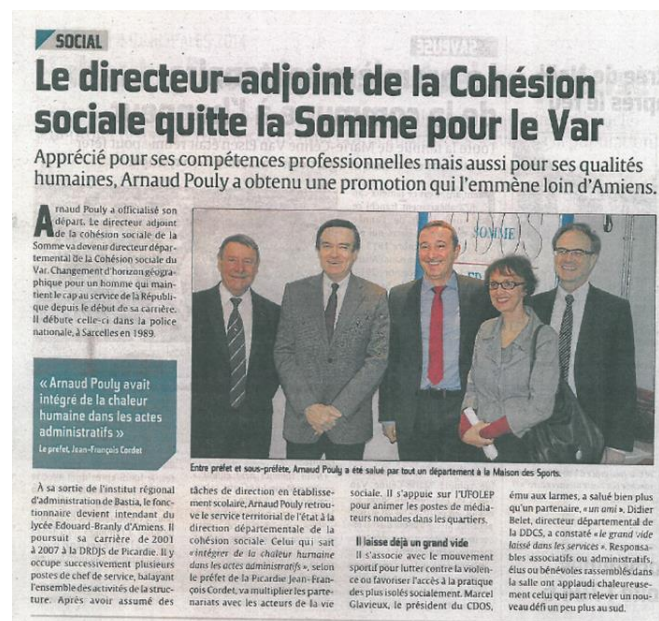 SOCIAL
Le directeur-adjoint de la Cohésion
sociale quitte la Somme pour le Var
Apprécié pour ses compétences professionnelles mais aussi pour ses qualités
humaines, Arnaud Pouly a obtenu une promotion qui l'emmène loin d'Amiens.
Arnaud Pouly a officialisé son
départ. Le directeur adjoint
de la cohésion sociale de la
Somme va devenir directeur dépar-
temental de la Cohésion sociale du
Var. Changement d'horizon géogra-
phique pour un homme qui main-
tient le cap au service de la Républi-
que depuis le début de sa carrière.
Il débute celle-ci dans la police
nationale, à Sarcelles en 1989.
« Arnaud Pouly avait
intégré de la chaleur
humaine dans les actes
administratifs »
Le préfet, Jean-François Cordet
SOMME
Entre préfet et sous-préfète, Arnaud Pouly a été salué par tout un département à la Maison des Sports.
À sa sortie de l'institut régional
d'administration de Bastia, le fonc-
tionnaire devient intendant du
lycée Edouard-Branly d'Amiens. Il
poursuit sa carrière de 2001
à 2007 à la DRDJS de Picardie. Il y
occupe successivement plusieurs
postes de chef de service, balayant
l'ensemble des activités de la struc-
ture. Après avoir assumé des
tâches de direction en établisse-
ment scolaire, Arnaud Pouly retrou-
ve le service territorial de l'état à la
direction départementale de la
cohésion sociale. Celui qui sait
«intégrer de la chaleur humaine
dans les actes administratifs», selon
le préfet de la Picardie Jean-Fran-
çois Cordet, va multiplier les parte-
nariats avec les acteurs de la vie
sociale. Il s'appuie sur l'UFOLEP
pour animer les postes de média-
teurs nomades dans les quartiers.
Il laisse déjà un grand vide
Il s'associe avec le mouvement
sportif pour lutter contre la violen-
ce ou favoriser l'accès à la pratique
des plus isolés socialement. Marcel
Glavieux, le président du CDOS,
ému aux larmes, a salué bien plus
qu'un partenaire, «un ami». Didier
Belet, directeur départemental de
la DDCS, a constaté «le grand vide
laissé dans les services». Responsa-
bles associatifs ou administratifs,
élus ou bénévoles rassemblés dans
la salle ont applaudi chaleureuse-
ment celui qui part relever un nou-
veau défi un peu plus au sud.